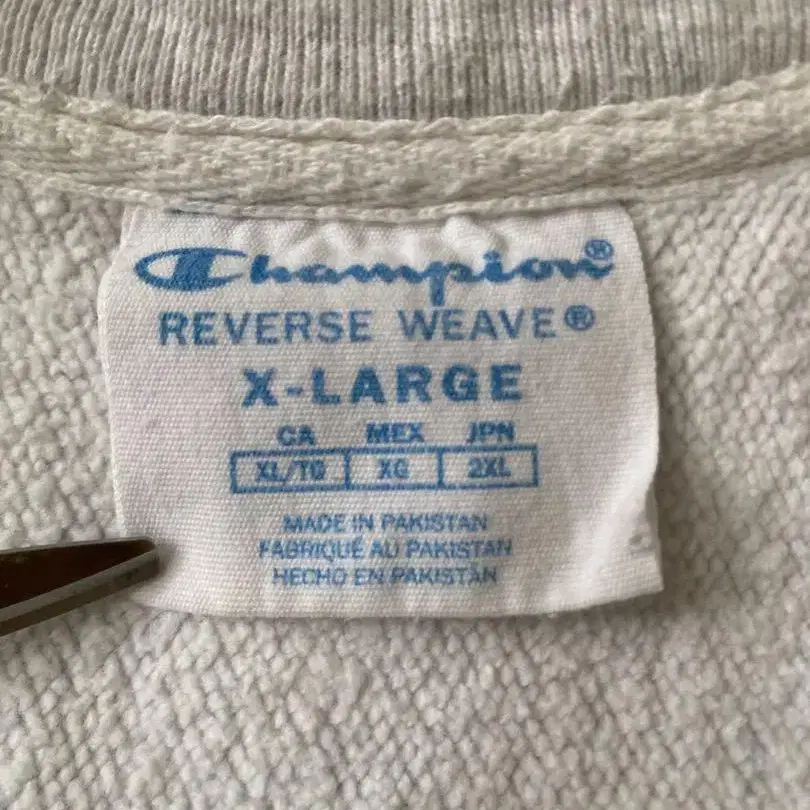 Champion®
REVERSE WEAVE®
X-LARGE
CA MEX JPN
XL/TG XG 2XL
MADE IN PAKISTAN
FABRIQUÉ AU PAKISTAN
HECHO EN PAKISTÁN